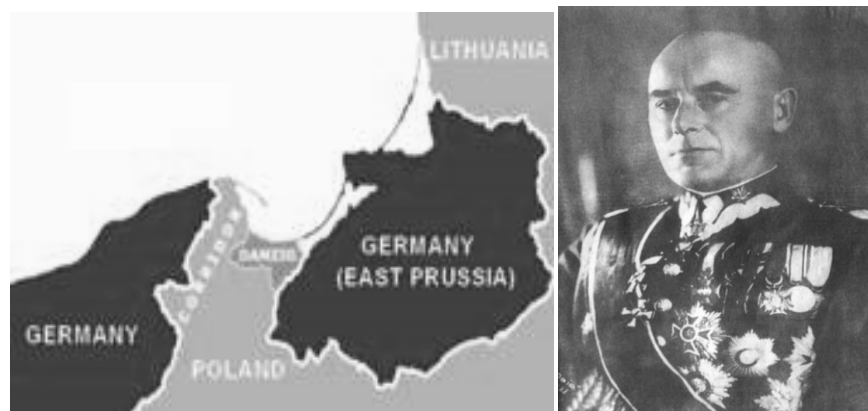 LITHUANIA
CORRIDOR
DANZIG
GERMANY
(EAST PRUSSIA)
GERMANY
POLAND